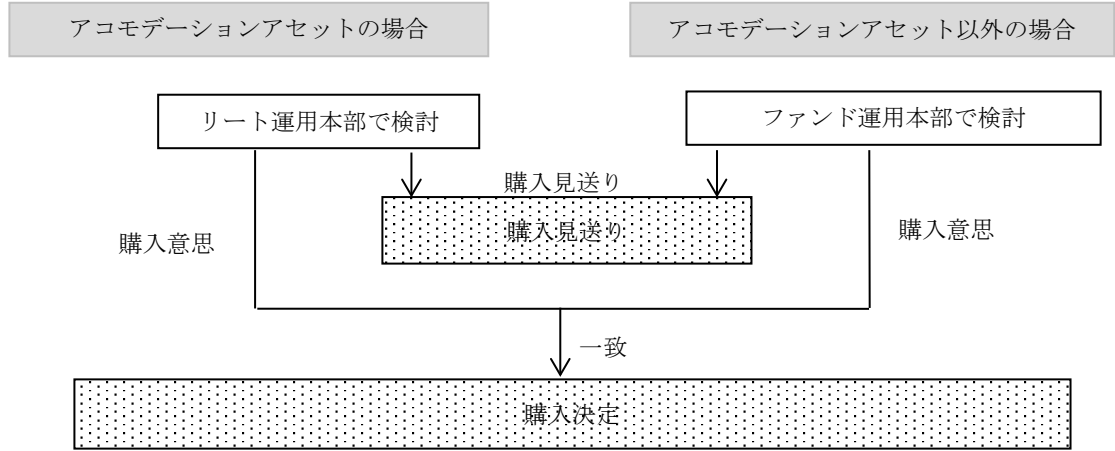 アコモデーションアセットの場合
アコモデーションアセット以外の場合
リート運用本部で検討
ファンド運用本部で検討
購入見送り
購入見送り
購入意思
購入意思
一致
購入決定